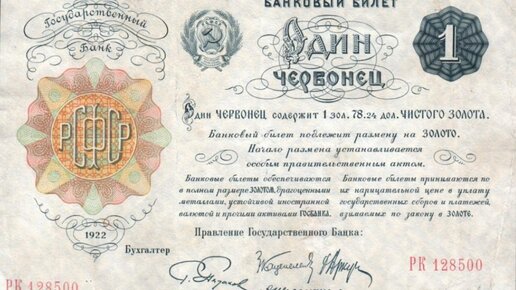 Государственный
Банк
БАНКОВЫЙ БИЛЕТ
ОДИН
ЧЕРВОНЕЦ
1
РСФСР
Один ЧЕРВОНЕЦ содержит 1 зол. 78.24 дол. ЧИСТОГО ЗОЛОТА.
Банковый билет подлежит размену на ЗОЛОТО.
Начало размена устанавливается
особым правительственным актом.
Банковые билеты обеспечиваются
в полном размере ЗОЛОТОМ, драгоценными
металлами, устойчивой иностранной
валютой и прочими активами ГОСБАНКА.
Банковые билеты принимаются по
их нарицательной цене в уплату
государственных сборов и платежей,
взимаемых по закону в ЗОЛОТЕ.
1922
Правление Государственного Банка:
Бухгалтер
РК 128500
РК 128500